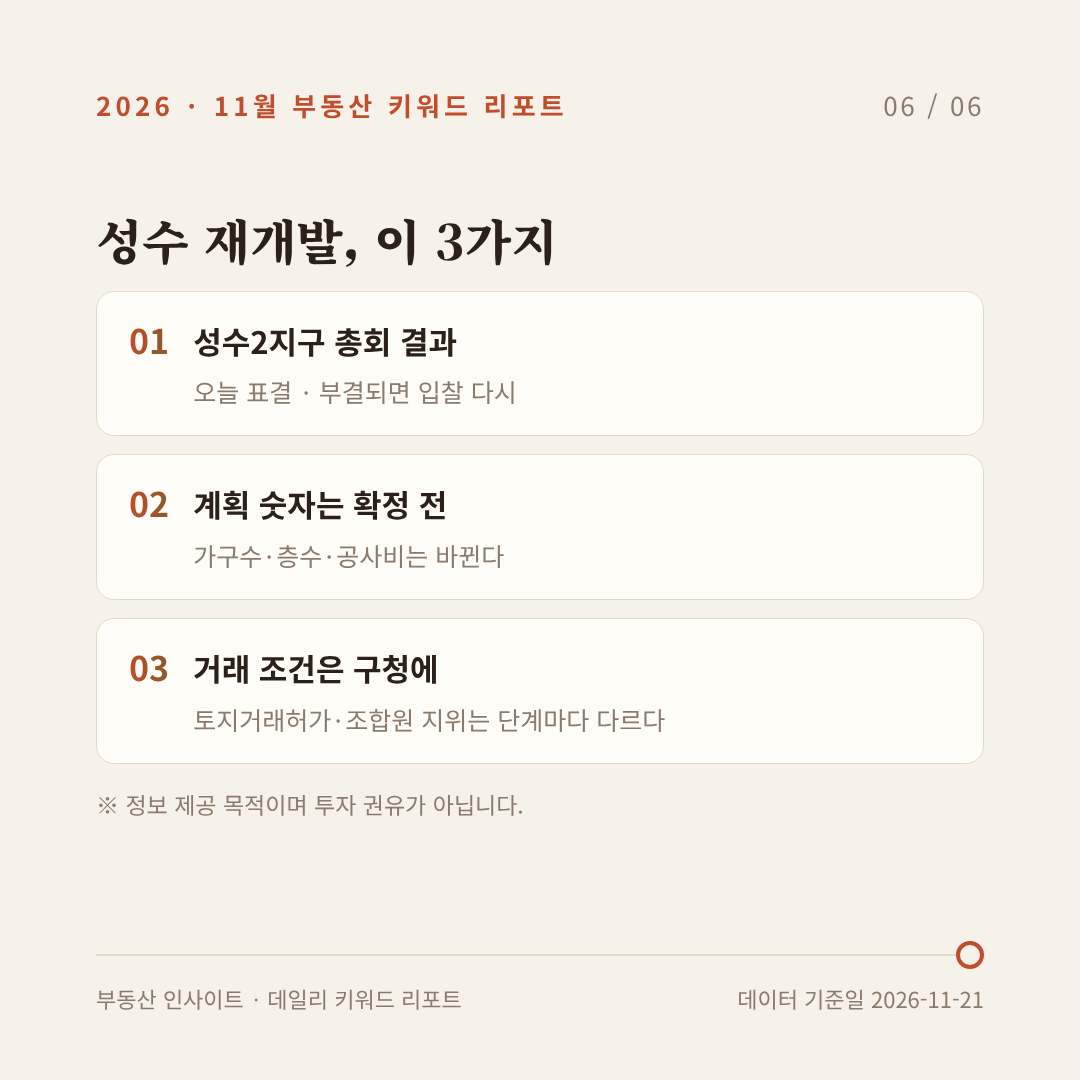 2026 · 11월 부동산 키워드 리포트
06 / 06
성수 재개발, 이 3가지
01 성수2지구 총회 결과
오늘 표결 · 부결되면 입찰 다시
02 계획 숫자는 확정 전
가구수·층수·공사비는 바뀐다
03 거래 조건은 구청에
토지거래허가·조합원 지위는 단계마다 다르다
※ 정보 제공 목적이며 투자 권유가 아닙니다.
부동산 인사이트 · 데일리 키워드 리포트
데이터 기준일 2026-11-21